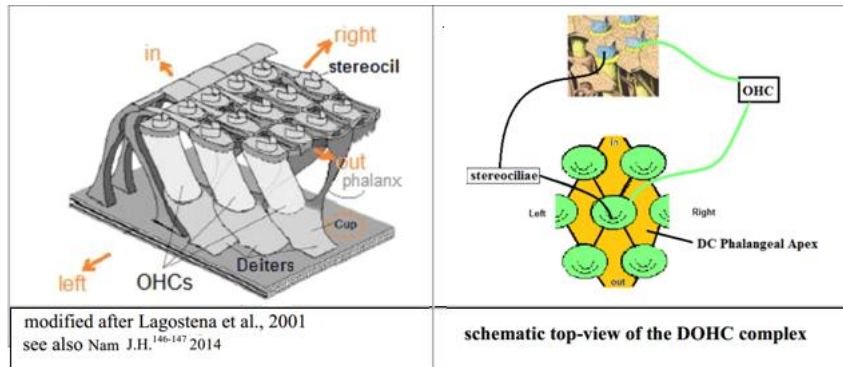 in
right
stereocil
out
phalanx
Cup
left
OHCs
Deiters
modified after Lagostena et al., 2001
see also Nam J.H.146-147 2014
OHC
stereociliae
in
Left
Right
DC Phalangeal Apex
out
schematic top-view of the DOHC complex